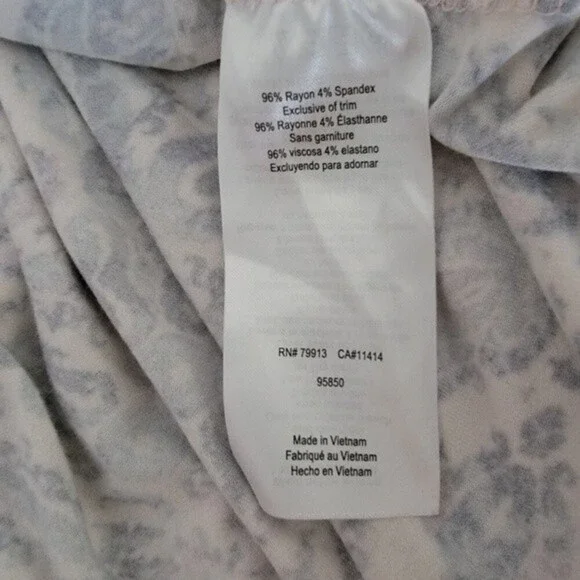 96% Rayon 4% Spandex
Exclusive of trim
96% Rayonne 4% Élasthanne
Sans garniture
96% viscosa 4% elastano
Excluyendo para adornar
RN# 79913 CA#11414
95850
Made in Vietnam
Fabriqué au Vietnam
Hecho en Vietnam